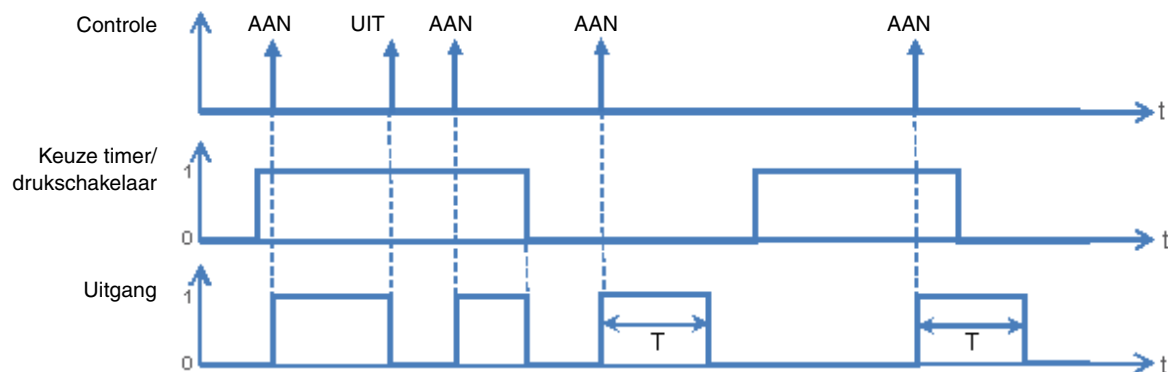 Controle AAN UIT AAN AAN AAN
t
Keuze timer/
drukschakelaar
1
0
t
Uitgang
1
T T
0
t